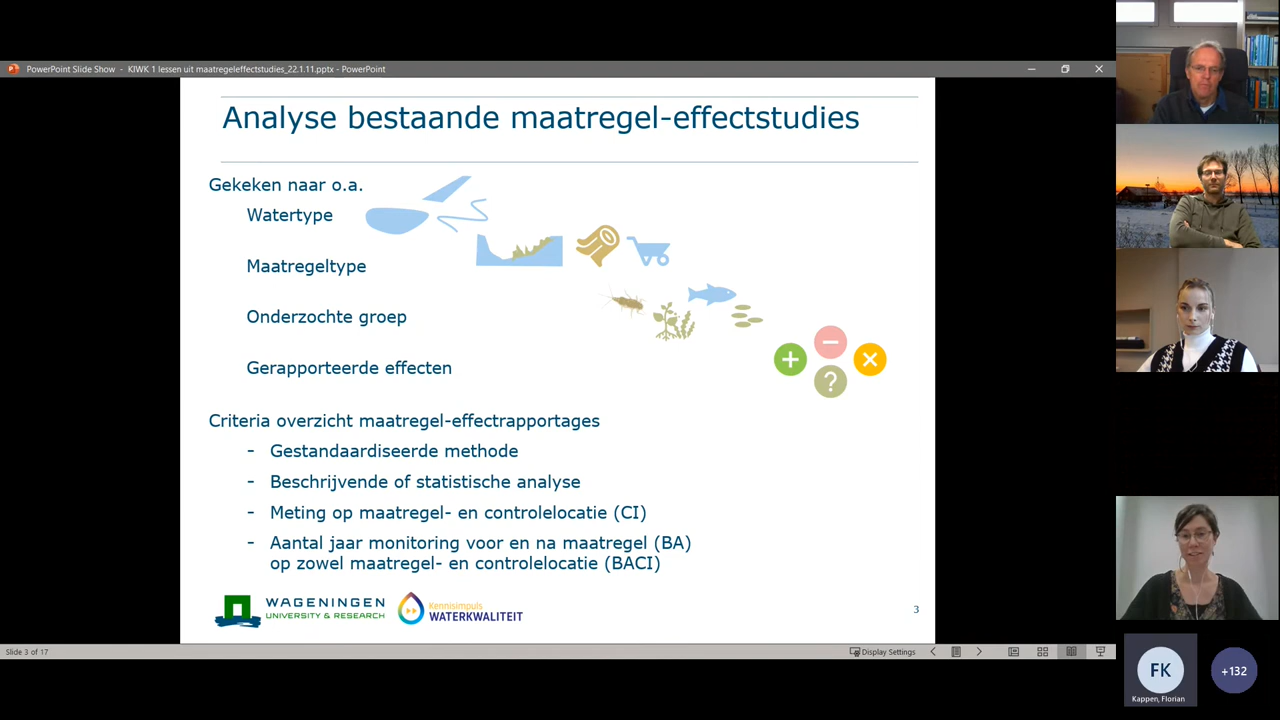 PowerPoint Slide Show - KIWK 1 lessen uit maatregeleffectstudies_22.1.11.pptx - PowerPoint
Analyse bestaande maatregel-effectstudies
Gekeken naar o.a.
Watertype
Maatregeltype
Onderzochte groep
Gerapporteerde effecten
Criteria overzicht maatregel-effectrapportages
- Gestandaardiseerde methode
- Beschrijvende of statistische analyse
- Meting op maatregel- en controlelocatie (CI)
- Aantal jaar monitoring voor en na maatregel (BA)
op zowel maatregel- en controlelocatie (BACI)
WAGENINGEN
UNIVERSITY & RESEARCH
Kennisimpuls
WATERKWALITEIT
3
Slide 3 of 17
Display Settings
FK
Kappen, Florian
+132